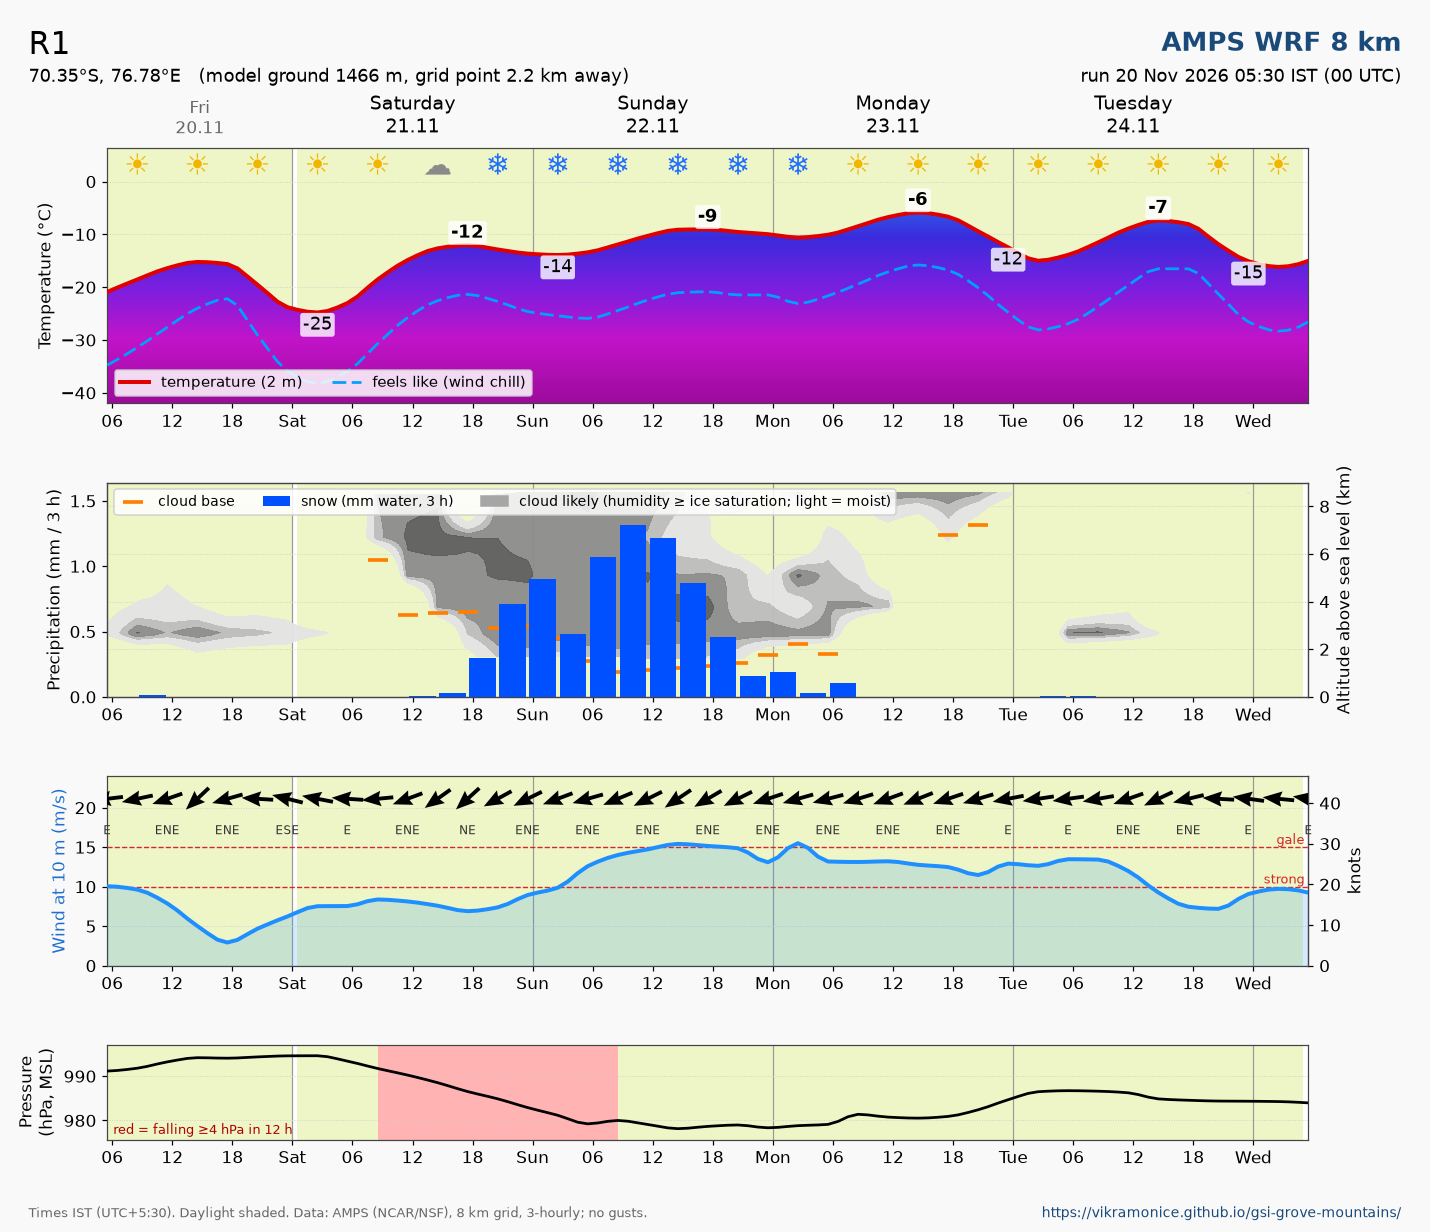 R1
AMPS WRF 8 km
70.35°S, 76.78°E (model ground 1466 m, grid point 2.2 km away)
run 20 Nov 2026 05:30 IST (00 UTC)
Fri Saturday Sunday Monday Tuesday
20.11 21.11 22.11 23.11 24.11
Temperature (°C)
0
−10
−20
−30
−40
-25 -12 -14 -9 -6 -12 -7 -15
temperature (2 m) feels like (wind chill)
06 12 18 Sat 06 12 18 Sun 06 12 18 Mon 06 12 18 Tue 06 12 18 Wed
Precipitation (mm / 3 h)
1.5
1.0
0.5
0.0
cloud base snow (mm water, 3 h) cloud likely (humidity ≥ ice saturation; light = moist)
8
6
4
2
0
Altitude above sea level (km)
06 12 18 Sat 06 12 18 Sun 06 12 18 Mon 06 12 18 Tue 06 12 18 Wed
Wind at 10 m (m/s)
20
15
10
5
0
E ENE ENE ESE E ENE NE ENE ENE ENE ENE ENE ENE ENE ENE E E ENE ENE E E
gale
strong
40
30
20
10
0
knots
06 12 18 Sat 06 12 18 Sun 06 12 18 Mon 06 12 18 Tue 06 12 18 Wed
Pressure
(hPa, MSL)
990
980
red = falling ≥4 hPa in 12 h
06 12 18 Sat 06 12 18 Sun 06 12 18 Mon 06 12 18 Tue 06 12 18 Wed
Times IST (UTC+5:30). Daylight shaded. Data: AMPS (NCAR/NSF), 8 km grid, 3-hourly; no gusts.
https://vikramonice.github.io/gsi-grove-mountains/